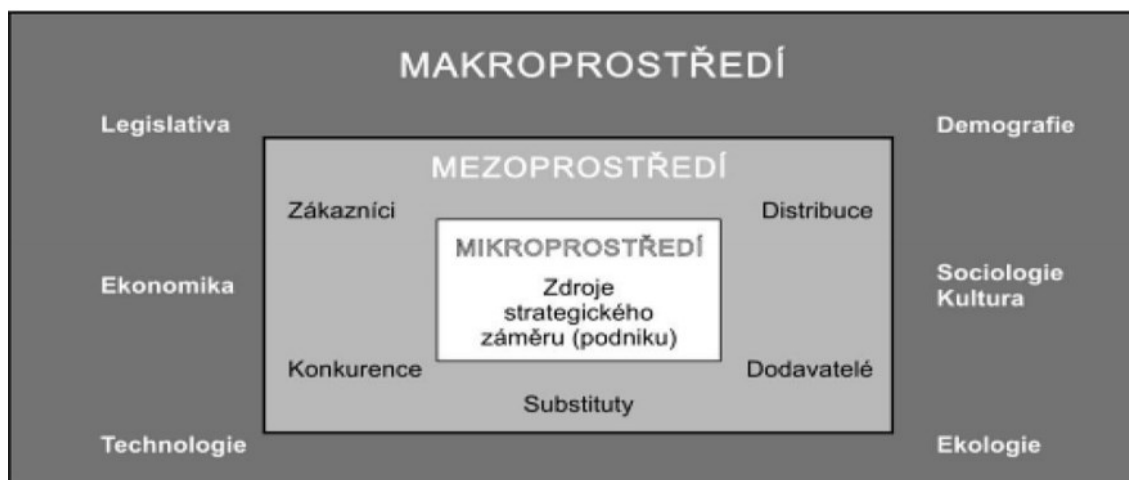 MAKROPROSTŘEDÍ
Legislativa
Demografie
MEZOPROSTŘEDÍ
Zákazníci
Distribuce
MIKROPROSTŘEDÍ
Ekonomika
Zdroje
strategického
záměru (podniku)
Sociologie
Kultura
Konkurence
Dodavatelé
Substituty
Technologie
Ekologie